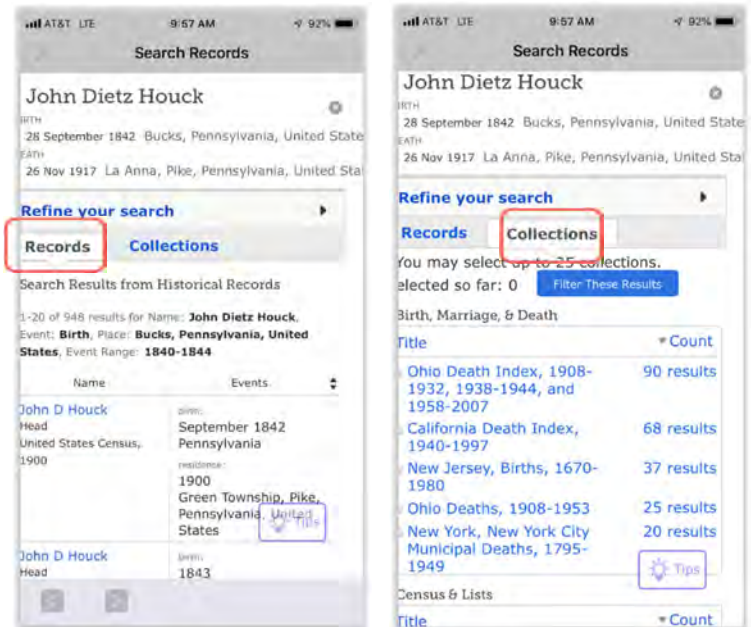 AT&T LTE 9:57 AM 92%
Search Records
John Dietz Houck
IRTH
28 September 1842 Bucks, Pennsylvania, United State
EATH
26 Nov 1917 La Anna, Pike, Pennsylvania, United Sta
Refine your search
Records Collections
Search Results from Historical Records
1-20 of 948 results for Name: John Dietz Houck,
Event: Birth, Place: Bucks, Pennsylvania, United
States, Event Range: 1840-1844
Name Events
John D Houck
Head
United States Census,
1900
birth:
September 1842
Pennsylvania
residence:
1900
Green Township, Pike,
Pennsylvania, United
States
Tips
John D Houck
Head
birth:
1843
AT&T LTE 9:57 AM 92%
Search Records
John Dietz Houck
IRTH
28 September 1842 Bucks, Pennsylvania, United State
EATH
26 Nov 1917 La Anna, Pike, Pennsylvania, United Sta
Refine your search
Records Collections
You may select up to 25 collections.
elected so far: 0 Filter These Results
Birth, Marriage, & Death
Title Count
Ohio Death Index, 1908-
1932, 1938-1944, and
1958-2007
90 results
California Death Index,
1940-1997
68 results
New Jersey, Births, 1670-
1980
37 results
Ohio Deaths, 1908-1953 25 results
New York, New York City
Municipal Deaths, 1795-
1949
20 results
Tips
Census & Lists
Title Count